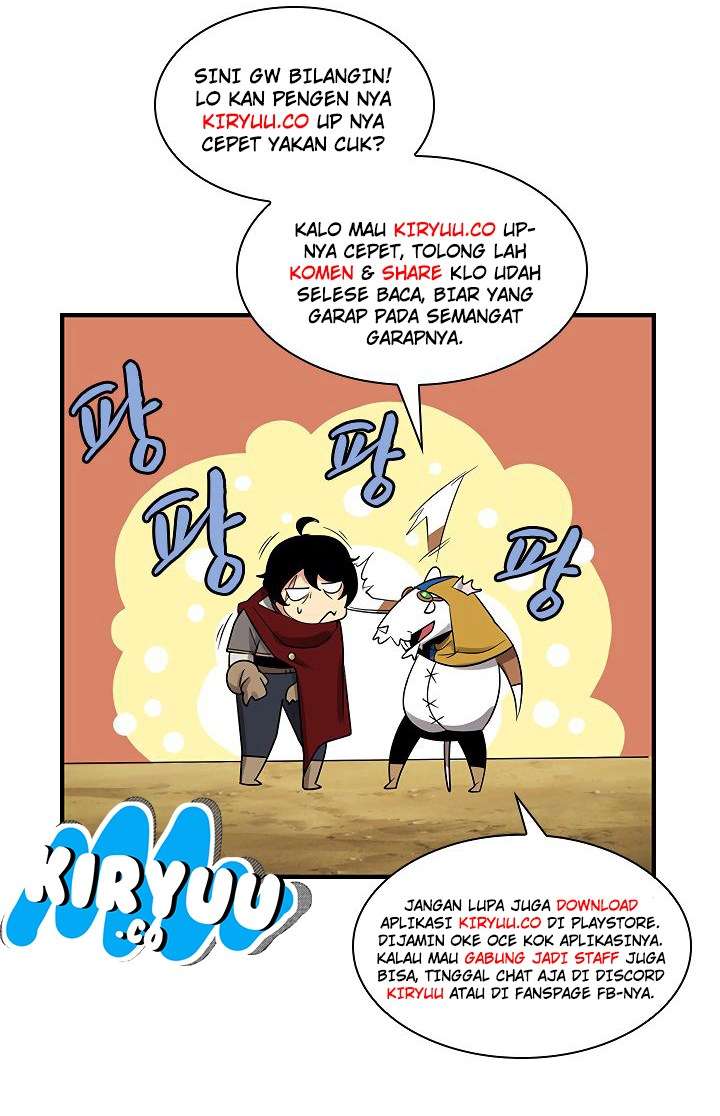 SINI GW BILANGIN!
LO KAN PENGEN NYA
KIRYUU.CO UP NYA
CEPET YAKAN CUK?
KALO MAU KIRYUU.CO UP-
NYA CEPET, TOLONG LAH
KOMEN & SHARE KLO UDAH
SELESE BACA, BIAR YANG
GARAP PADA SEMANGAT
GARAPNYA.
팡
팡
팡
팡
KIRYUU
.CO
JANGAN LUPA JUGA DOWNLOAD
APLIKASI KIRYUU.CO DI PLAYSTORE.
DIJAMIN OKE OCE KOK APLIKASINYA.
KALAU MAU GABUNG JADI STAFF JUGA
BISA, TINGGAL CHAT AJA DI DISCORD
KIRYUU ATAU DI FANSPAGE FB-NYA.